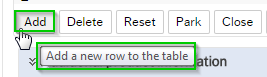 Add Delete Reset Park Close
Add a new row to the table